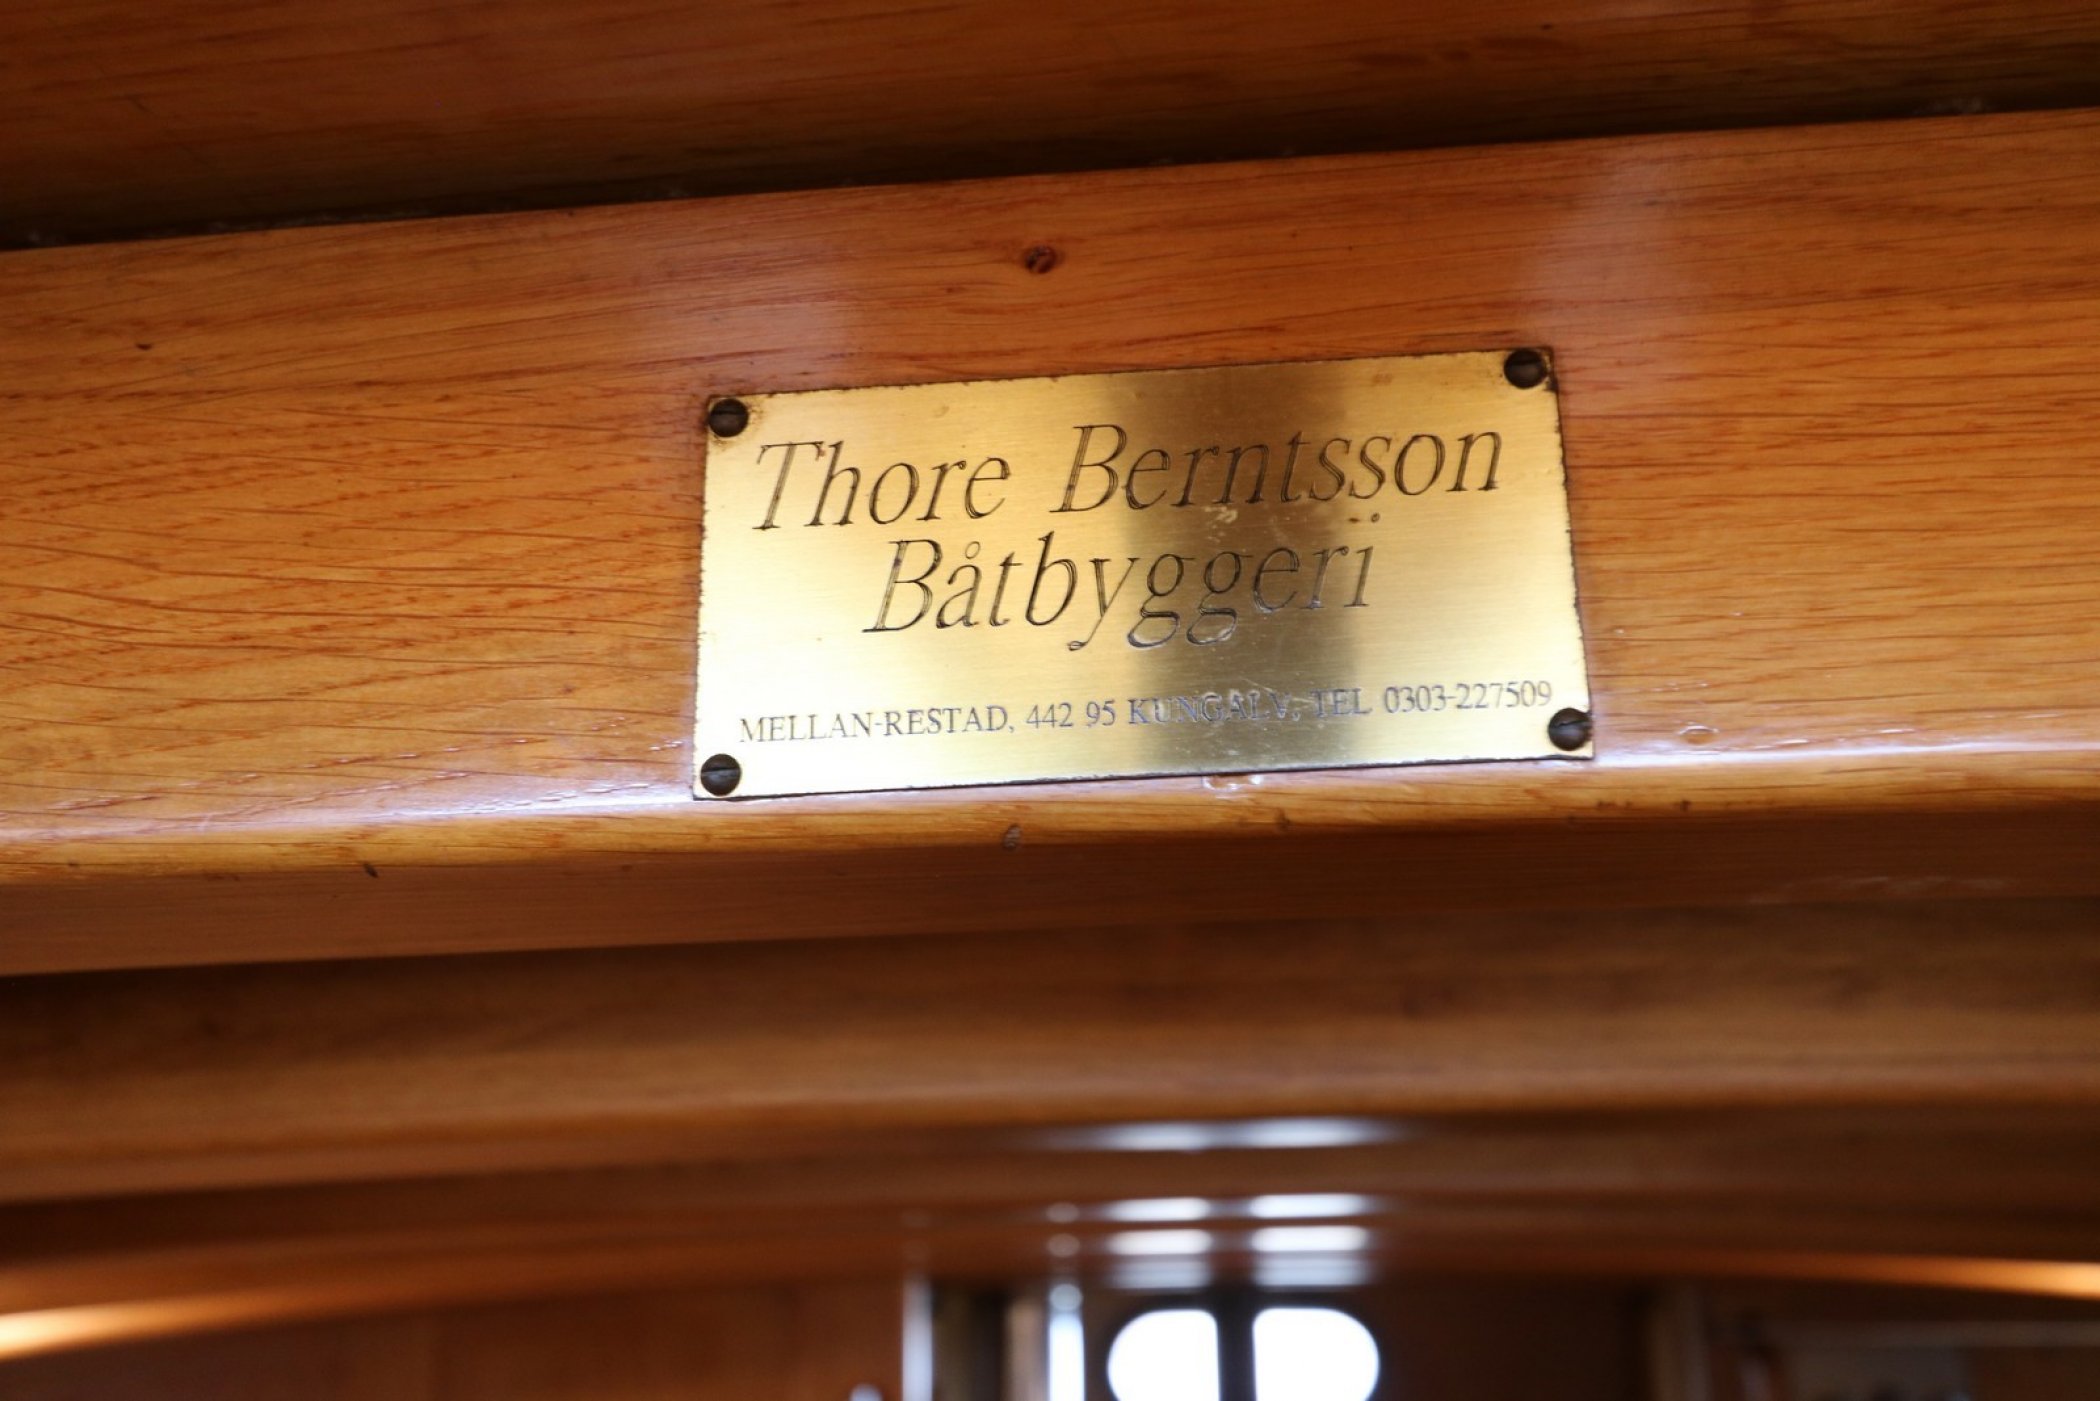 Thore Berntsson
Båtbyggeri
MELLAN-RESTAD, 442 95 KUNGÄLV, TEL 0303-227509